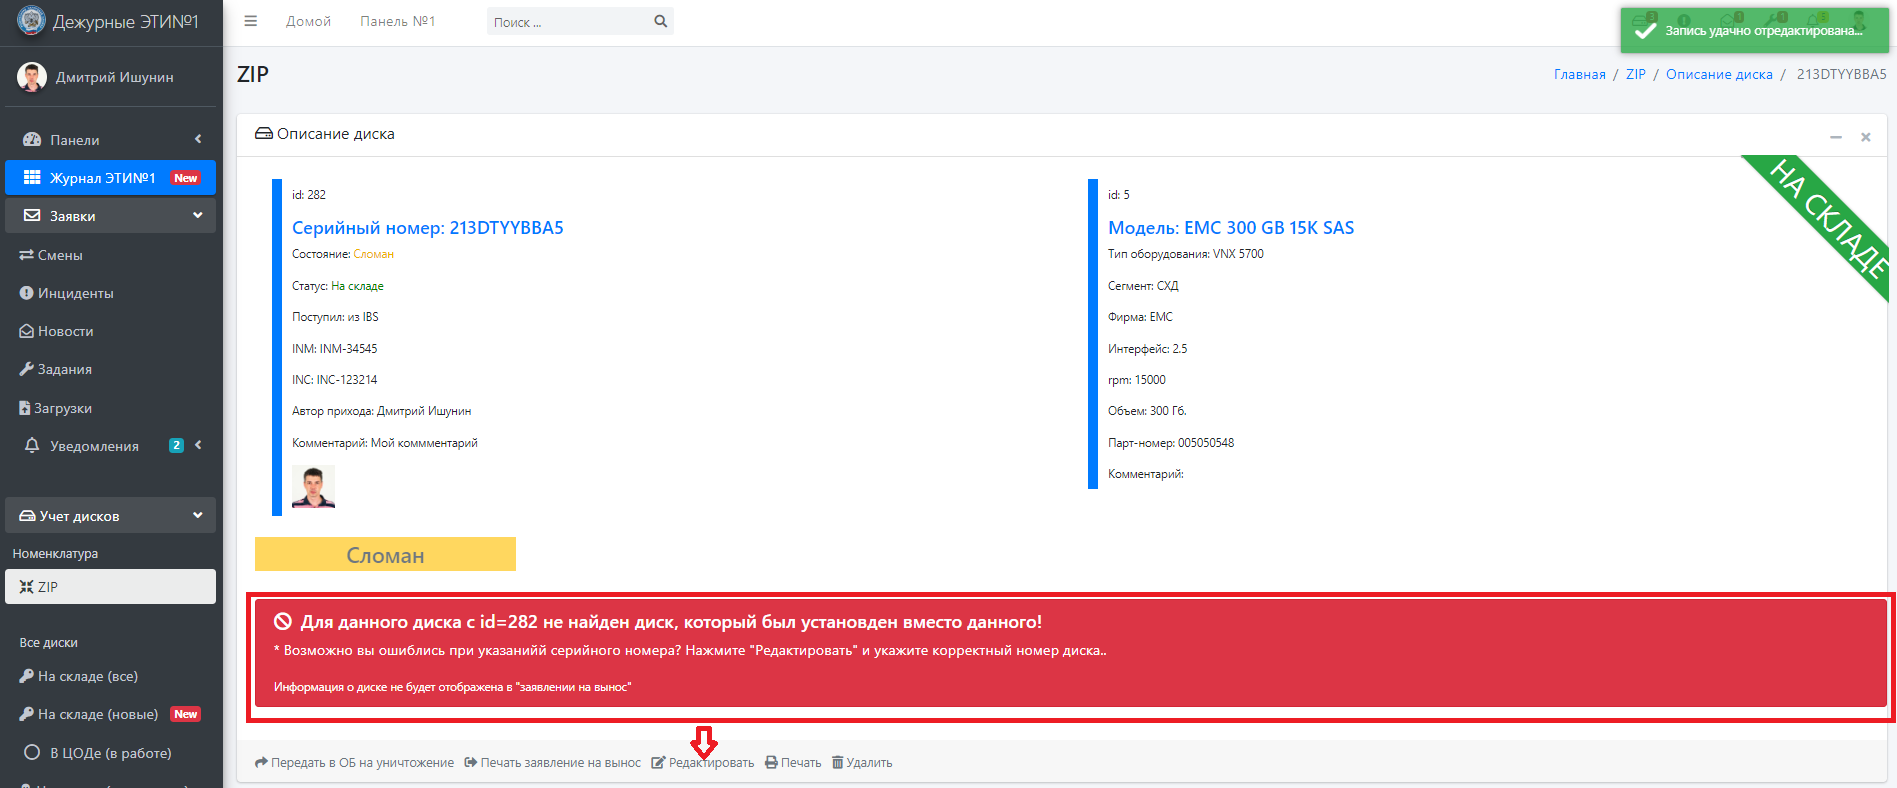 Дежурные ЭТИ№1
Домой
Панель №1
Поиск ...
3
1
1
Запись удачно отредактирована...
Дмитрий Ишунин
ZIP
Главная / ZIP / Описание диска / 213DTYYBBA5
Панели
Журнал ЭТИ№1 New
Заявки
Смены
Инциденты
Новости
Задания
Загрузки
Уведомления 2
Учет дисков
Номенклатура
ZIP
Все диски
На складе (все)
На складе (новые) New
В ЦОДе (в работе)
Описание диска
НА СКЛАДЕ
id: 282
Серийный номер: 213DTYYBBA5
Состояние: Сломан
Статус: На складе
Поступил: из IBS
INM: INM-34545
INC: INC-123214
Автор прихода: Дмитрий Ишунин
Комментарий: Мой коммментарий
id: 5
Модель: EMC 300 GB 15K SAS
Тип оборудования: VNX 5700
Сегмент: СХД
Фирма: EMC
Интерфейс: 2.5
rpm: 15000
Объем: 300 Гб.
Парт-номер: 005050548
Комментарий:
Сломан
Для данного диска с id=282 не найден диск, который был установден вместо данного!
* Возможно вы ошиблись при указанийй серийного номера? Нажмите "Редактировать" и укажите корректный номер диска..
Информация о диске не будет отображена в "заявлении на вынос"
Передать в ОБ на уничтожение
Печать заявление на вынос
Редактировать
Печать
Удалить